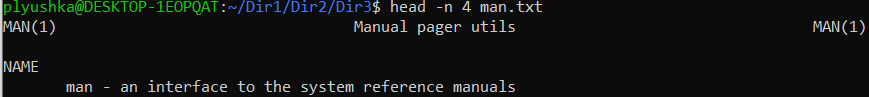 plyushka@DESKTOP-1EOPQAT:~/Dir1/Dir2/Dir3$ head -n 4 man.txt
MAN(1) Manual pager utils MAN(1)
NAME
man - an interface to the system reference manuals